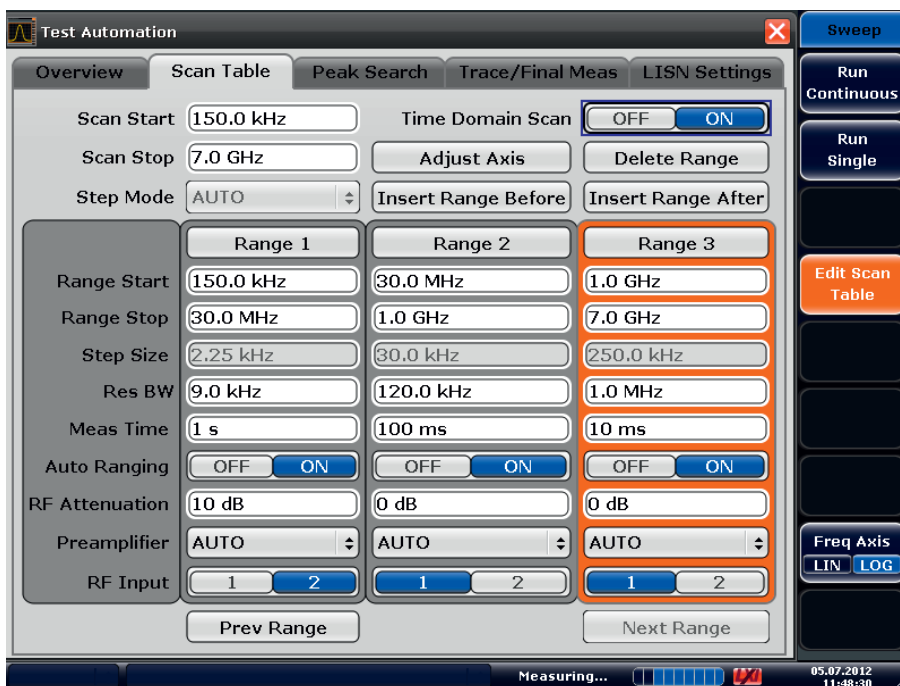 Test Automation
Sweep
Overview Scan Table Peak Search Trace/Final Meas LISN Settings
Run Continuous
Scan Start 150.0 kHz Time Domain Scan OFF ON
Run Single
Scan Stop 7.0 GHz Adjust Axis Delete Range
Step Mode AUTO Insert Range Before Insert Range After
Range 1 Range 2 Range 3
Edit Scan Table
Range Start 150.0 kHz 30.0 MHz 1.0 GHz
Range Stop 30.0 MHz 1.0 GHz 7.0 GHz
Step Size 2.25 kHz 30.0 kHz 250.0 kHz
Res BW 9.0 kHz 120.0 kHz 1.0 MHz
Meas Time 1 s 100 ms 10 ms
Auto Ranging OFF ON OFF ON OFF ON
RF Attenuation 10 dB 0 dB 0 dB
Preamplifier AUTO AUTO AUTO
Freq Axis
LIN LOG
RF Input 1 2 1 2 1 2
Prev Range Next Range
Measuring... LXI 05.07.2012
11:48:30